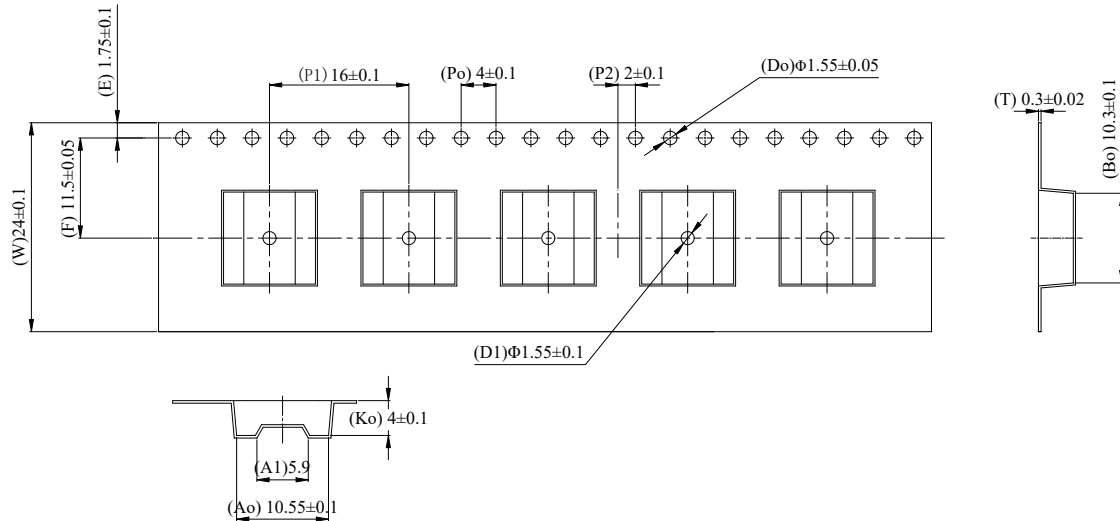 (E) 1.75±0.1
(P1) 16±0.1
(Po) 4±0.1
(P2) 2±0.1
(Do)Φ1.55±0.05
(T) 0.3±0.02
(Bo) 10.3±0.1
(F) 11.5±0.05
(W)24±0.1
(D1)Φ1.55±0.1
(Ko) 4±0.1
(A1)5.9
(Ao) 10.55±0.1